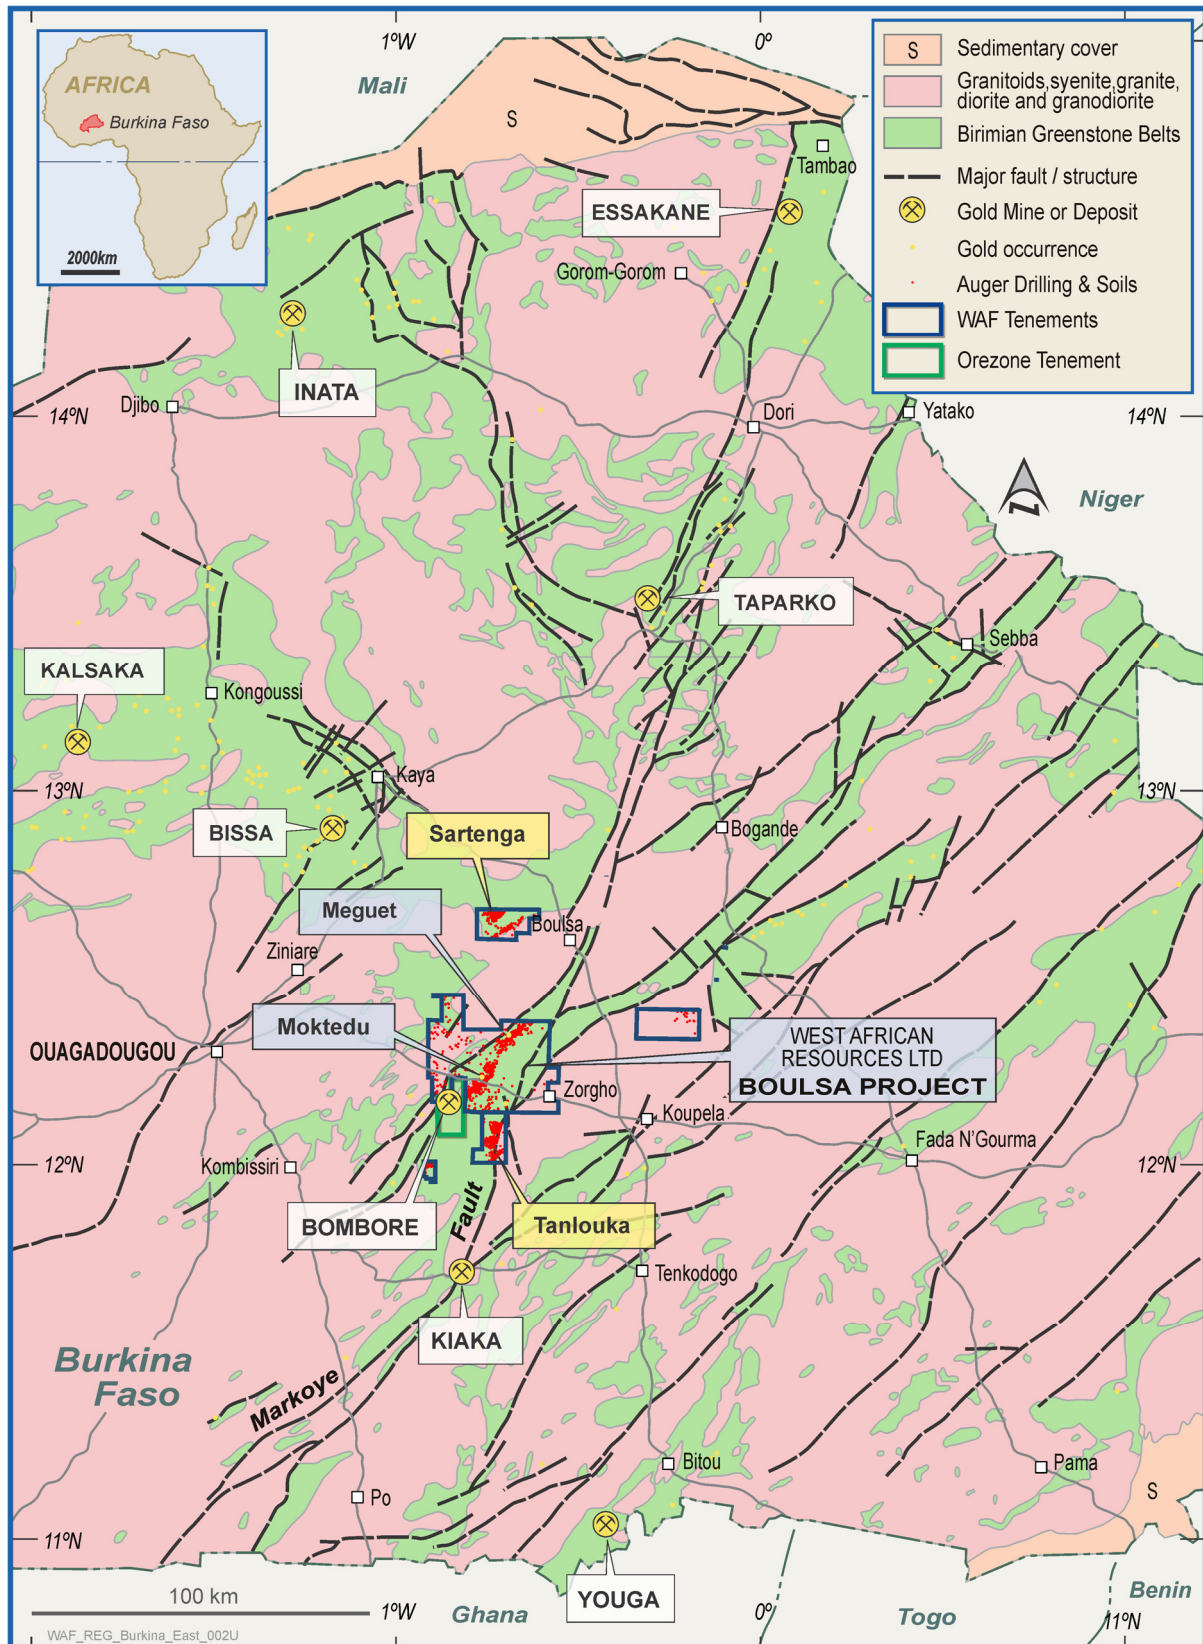 1ºW
0º
AFRICA
Burkina Faso
2000km
Mali
S
S
Sedimentary cover
Granitoids,syenite,granite,
diorite and granodiorite
Birimian Greenstone Belts
Major fault / structure
Gold Mine or Deposit
Gold occurrence
Auger Drilling & Soils
WAF Tenements
Orezone Tenement
Tambao
ESSAKANE
Gorom-Gorom
INATA
Djibo
14ºN
Dori
Yatako
14ºN
N
Niger
TAPARKO
Sebba
KALSAKA
Kongoussi
Kaya
13ºN
13ºN
BISSA
Sartenga
Bogande
Meguet
Boulsa
Ziniare
Moktedu
OUAGADOUGOU
WEST AFRICAN
RESOURCES LTD
BOULSA PROJECT
Zorgho
Koupela
Fada N'Gourma
12ºN
12ºN
Kombissiri
BOMBORE
Fault
Tanlouka
Tenkodogo
KIAKA
Burkina
Faso
Markoye
Bitou
Pama
S
Po
11ºN
YOUGA
100 km
1ºW
Ghana
0º
Togo
Benin
11ºN
WAF_REG_Burkina_East_002U